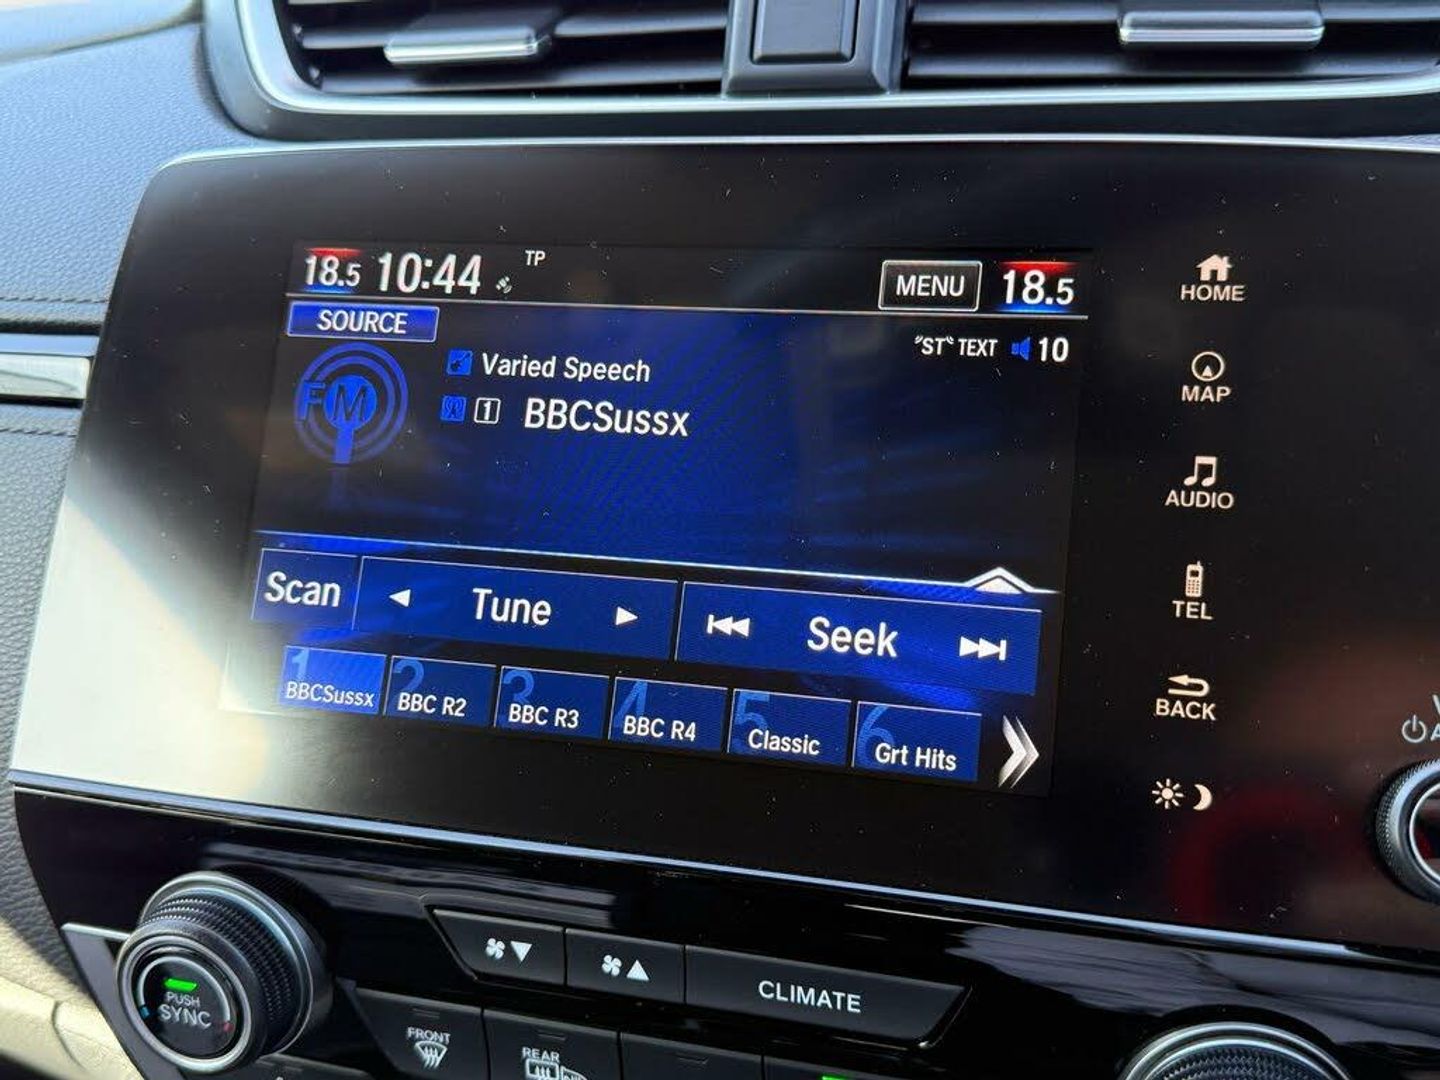 18.5 10:44 TP MENU 18.5
SOURCE
"ST" TEXT 10
FM
Varied Speech
1 BBCSussx
Scan Tune Seek
1 BBCSussx
2 BBC R2
3 BBC R3
4 BBC R4
5 Classic
6 Grt Hits
HOME
MAP
AUDIO
TEL
BACK
PUSH
SYNC
CLIMATE
FRONT
REAR